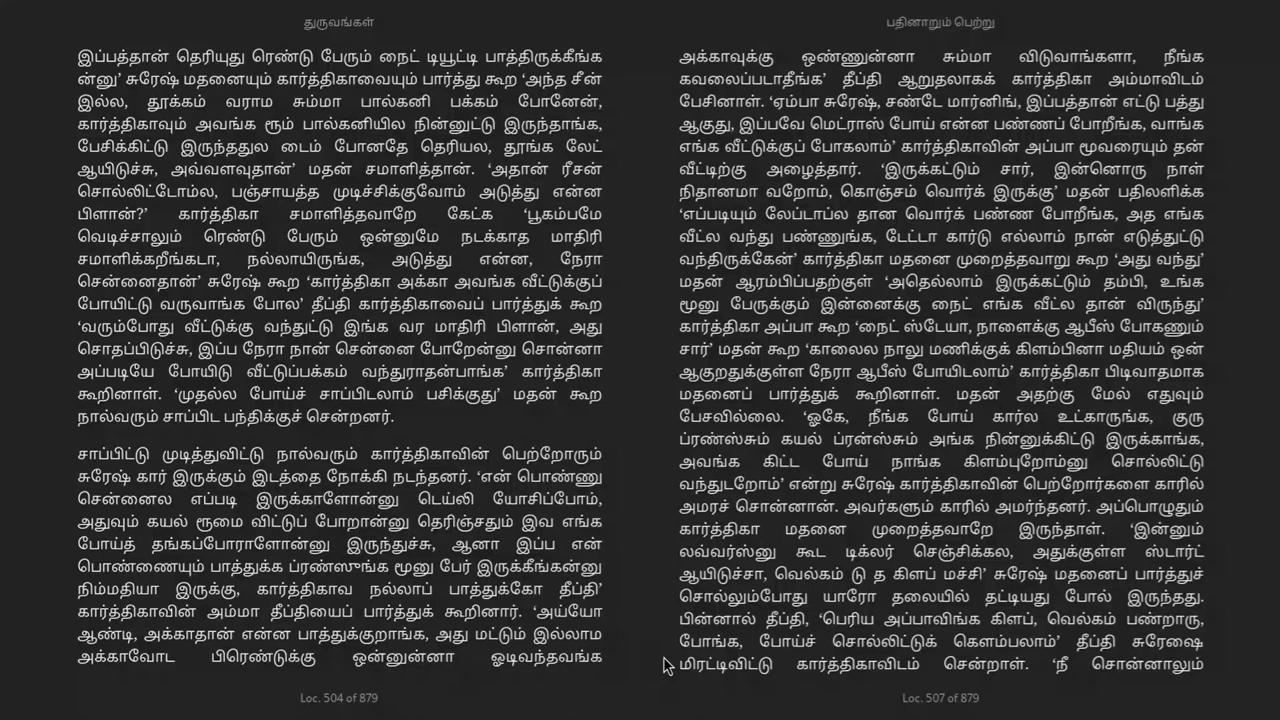 துருவங்கள்
இப்பத்தான் தெரியுது ரெண்டு பேரும் நைட் டியூட்டி பாத்திருக்கீங்க
ன்னு’ சுரேஷ் மதனையும் கார்த்திகாவையும் பார்த்து கூற ‘அந்த சீன்
இல்ல, தூக்கம் வராம சும்மா பால்கனி பக்கம் போனேன்,
கார்த்திகாவும் அவங்க ரூம் பால்கனியில நின்னுட்டு இருந்தாங்க,
பேசிக்கிட்டு இருந்ததுல டைம் போனதே தெரியல, தூங்க லேட்
ஆயிடுச்சு, அவ்வளவுதான்’ மதன் சமாளித்தான். ‘அதான் ரீசன்
சொல்லிட்டோம்ல, பஞ்சாயத்த முடிச்சிக்குவோம் அடுத்து என்ன
பிளான்?’ கார்த்திகா சமாளித்தவாறே கேட்க ‘பூகம்பமே
வெடிச்சாலும் ரெண்டு பேரும் ஒன்னுமே நடக்காத மாதிரி
சமாளிக்கறீங்கடா, நல்லாயிருங்க, அடுத்து என்ன, நேரா
சென்னைதான்’ சுரேஷ் கூற ‘கார்த்திகா அக்கா அவங்க வீட்டுக்குப்
போயிட்டு வருவாங்க போல’ தீப்தி கார்த்திகாவைப் பார்த்துக் கூற
‘வரும்போது வீட்டுக்கு வந்துட்டு இங்க வர மாதிரி பிளான், அது
சொதப்பிடுச்சு, இப்ப நேரா நான் சென்னை போறேன்னு சொன்னா
அப்படியே போயிடு வீட்டுப்பக்கம் வந்துராதன்பாங்க’ கார்த்திகா
கூறினாள். ‘முதல்ல போய்ச் சாப்பிடலாம் பசிக்குது’ மதன் கூற
நால்வரும் சாப்பிட பந்திக்குச் சென்றனர்.
சாப்பிட்டு முடித்துவிட்டு நால்வரும் கார்த்திகாவின் பெற்றோரும்
சுரேஷ் கார் இருக்கும் இடத்தை நோக்கி நடந்தனர். ‘என் பொண்ணு
சென்னைல எப்படி இருக்காளோன்னு டெய்லி யோசிப்போம்,
அதுவும் கயல் ரூமை விட்டுப் போறான்னு தெரிஞ்சதும் இவ எங்க
போய்த் தங்கப்போராளோன்னு இருந்துச்சு, ஆனா இப்ப என்
பொண்ணையும் பாத்துக்க ப்ரண்ஸுங்க மூனு பேர் இருக்கீங்கன்னு
நிம்மதியா இருக்கு, கார்த்திகாவ நல்லாப் பாத்துக்கோ தீப்தி’
கார்த்திகாவின் அம்மா தீப்தியைப் பார்த்துக் கூறினார். ‘அய்யோ
ஆண்டி, அக்காதான் என்ன பாத்துக்குறாங்க, அது மட்டும் இல்லாம
அக்காவோட பிரெண்டுக்கு ஒன்னுன்னா ஓடிவந்தவங்க
Loc. 504 of 879
பதினாறும் பெற்று
அக்காவுக்கு ஒண்ணுன்னா சும்மா விடுவாங்களா, நீங்க
கவலைப்படாதீங்க’ தீப்தி ஆறுதலாகக் கார்த்திகா அம்மாவிடம்
பேசினாள். ‘ஏம்பா சுரேஷ், சண்டே மார்னிங், இப்பத்தான் எட்டு பத்து
ஆகுது, இப்பவே மெட்ராஸ் போய் என்ன பண்ணப் போறீங்க, வாங்க
எங்க வீட்டுக்குப் போகலாம்’ கார்த்திகாவின் அப்பா மூவரையும் தன்
வீட்டிற்கு அழைத்தார். ‘இருக்கட்டும் சார், இன்னொரு நாள்
நிதானமா வறோம், கொஞ்சம் வொர்க் இருக்கு’ மதன் பதிலளிக்க
‘எப்படியும் லேப்டாப்ல தான வொர்க் பண்ண போறீங்க, அத எங்க
வீட்ல வந்து பண்ணுங்க, டேட்டா கார்டு எல்லாம் நான் எடுத்துட்டு
வந்திருக்கேன்’ கார்த்திகா மதனை முறைத்தவாறு கூற ‘அது வந்து’
மதன் ஆரம்பிப்பதற்குள் ‘அதெல்லாம் இருக்கட்டும் தம்பி, உங்க
மூனு பேருக்கும் இன்னைக்கு நைட் எங்க வீட்ல தான் விருந்து’
கார்த்திகா அப்பா கூற ‘நைட் ஸ்டேயா, நாளைக்கு ஆபீஸ் போகணும்
சார்’ மதன் கூற ‘காலைல நாலு மணிக்குக் கிளம்பினா மதியம் ஒன்
ஆகுறதுக்குள்ள நேரா ஆபீஸ் போயிடலாம்’ கார்த்திகா பிடிவாதமாக
மதனைப் பார்த்துக் கூறினாள். மதன் அதற்கு மேல் எதுவும்
பேசவில்லை. ‘ஓகே, நீங்க போய் கார்ல உட்காருங்க, குரு
ப்ரண்ஸ்சும் கயல் ப்ரன்ஸ்சும் அங்க நின்னுக்கிட்டு இருக்காங்க,
அவங்க கிட்ட போய் நாங்க கிளம்புறோம்னு சொல்லிட்டு
வந்துடறோம்’ என்று சுரேஷ் கார்த்திகாவின் பெற்றோர்களை காரில்
அமரச் சொன்னான். அவர்களும் காரில் அமர்ந்தனர். அப்பொழுதும்
கார்த்திகா மதனை முறைத்தவாறே இருந்தாள். ‘இன்னும்
லவ்வர்ஸ்னு கூட டிக்லர் செஞ்சிக்கல, அதுக்குள்ள ஸ்டார்ட்
ஆயிடுச்சா, வெல்கம் டு த கிளப் மச்சி’ சுரேஷ் மதனைப் பார்த்துச்
சொல்லும்போது யாரோ தலையில் தட்டியது போல் இருந்தது.
பின்னால் தீப்தி, ‘பெரிய அப்பாவிங்க கிளப், வெல்கம் பண்றாரு,
போங்க, போய்ச் சொல்லிட்டுக் கெளம்பலாம்’ தீப்தி சுரேஷை
மிரட்டிவிட்டு கார்த்திகாவிடம் சென்றாள். ‘நீ சொன்னாலும்
Loc. 507 of 879